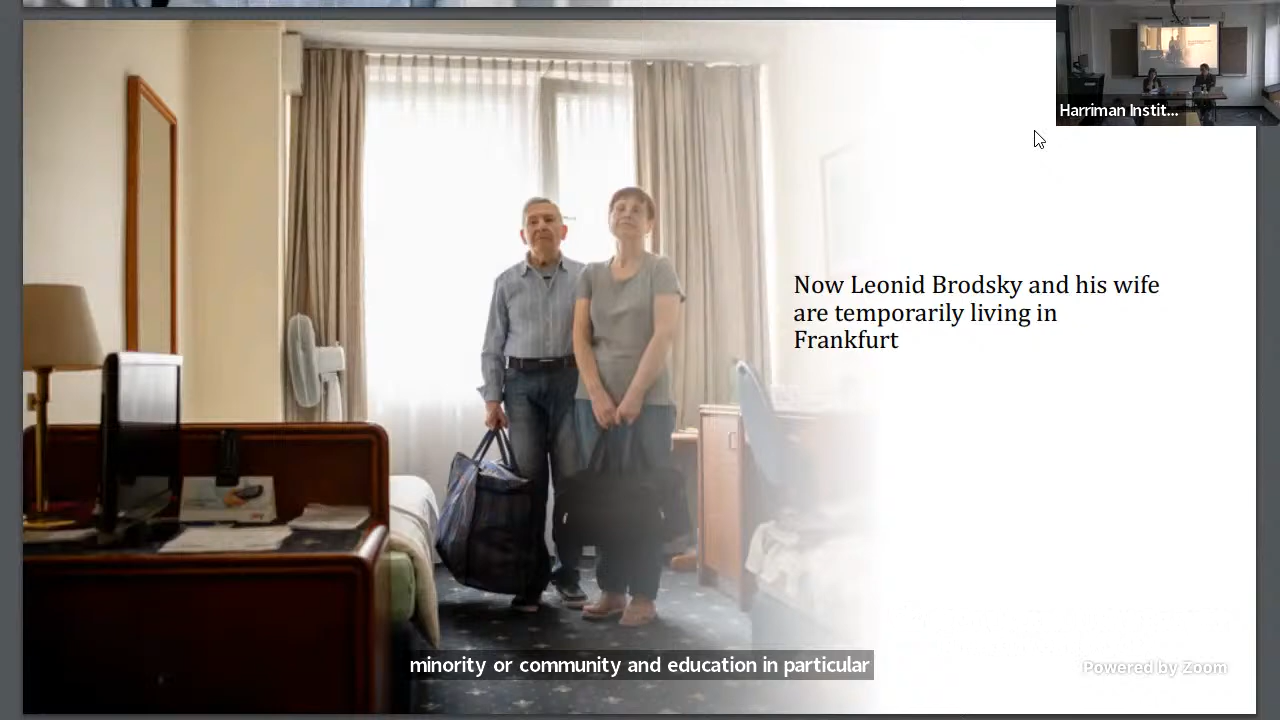 Harriman Instit...
Now Leonid Brodsky and his wife
are temporarily living in
Frankfurt
minority or community and education in particular
Powered by Zoom